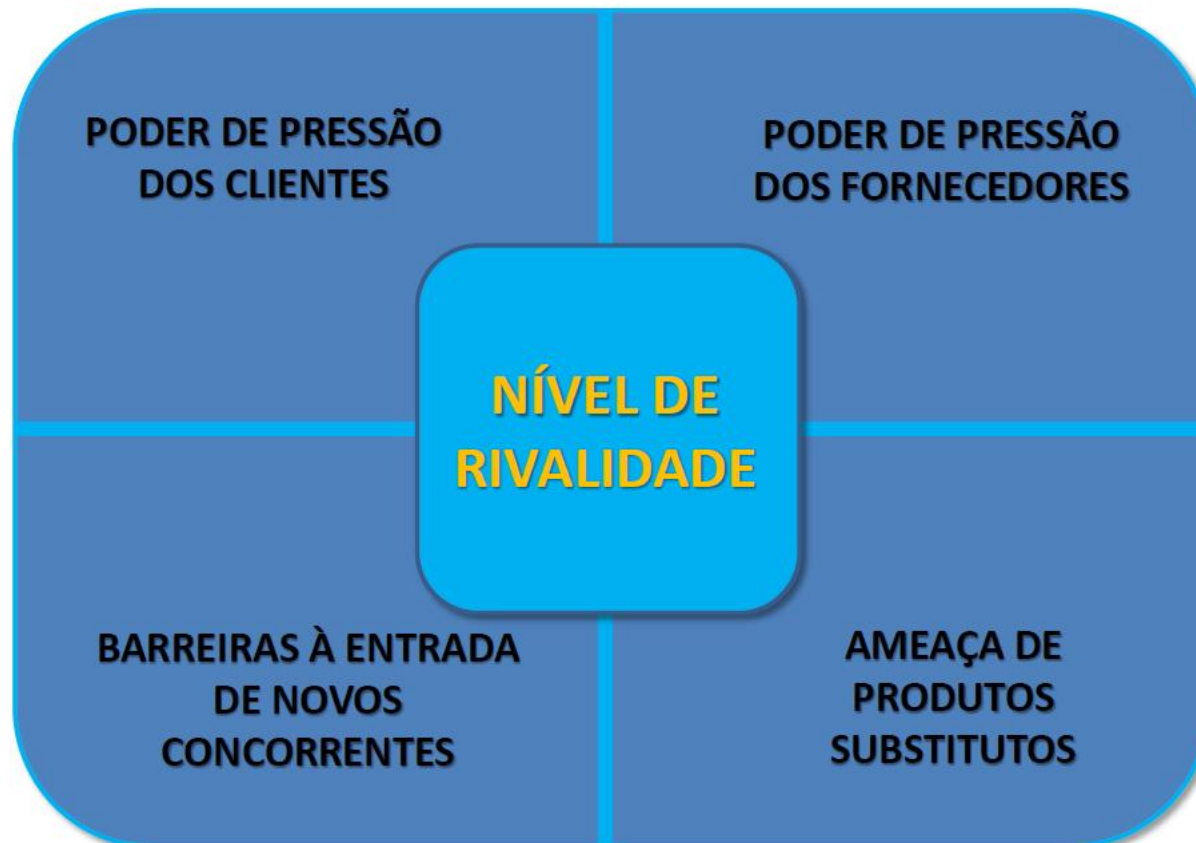 PODER DE PRESSÃO
DOS CLIENTES
PODER DE PRESSÃO
DOS FORNECEDORES
NÍVEL DE
RIVALIDADE
BARREIRAS À ENTRADA
DE NOVOS
CONCORRENTES
AMEAÇA DE
PRODUTOS
SUBSTITUTOS